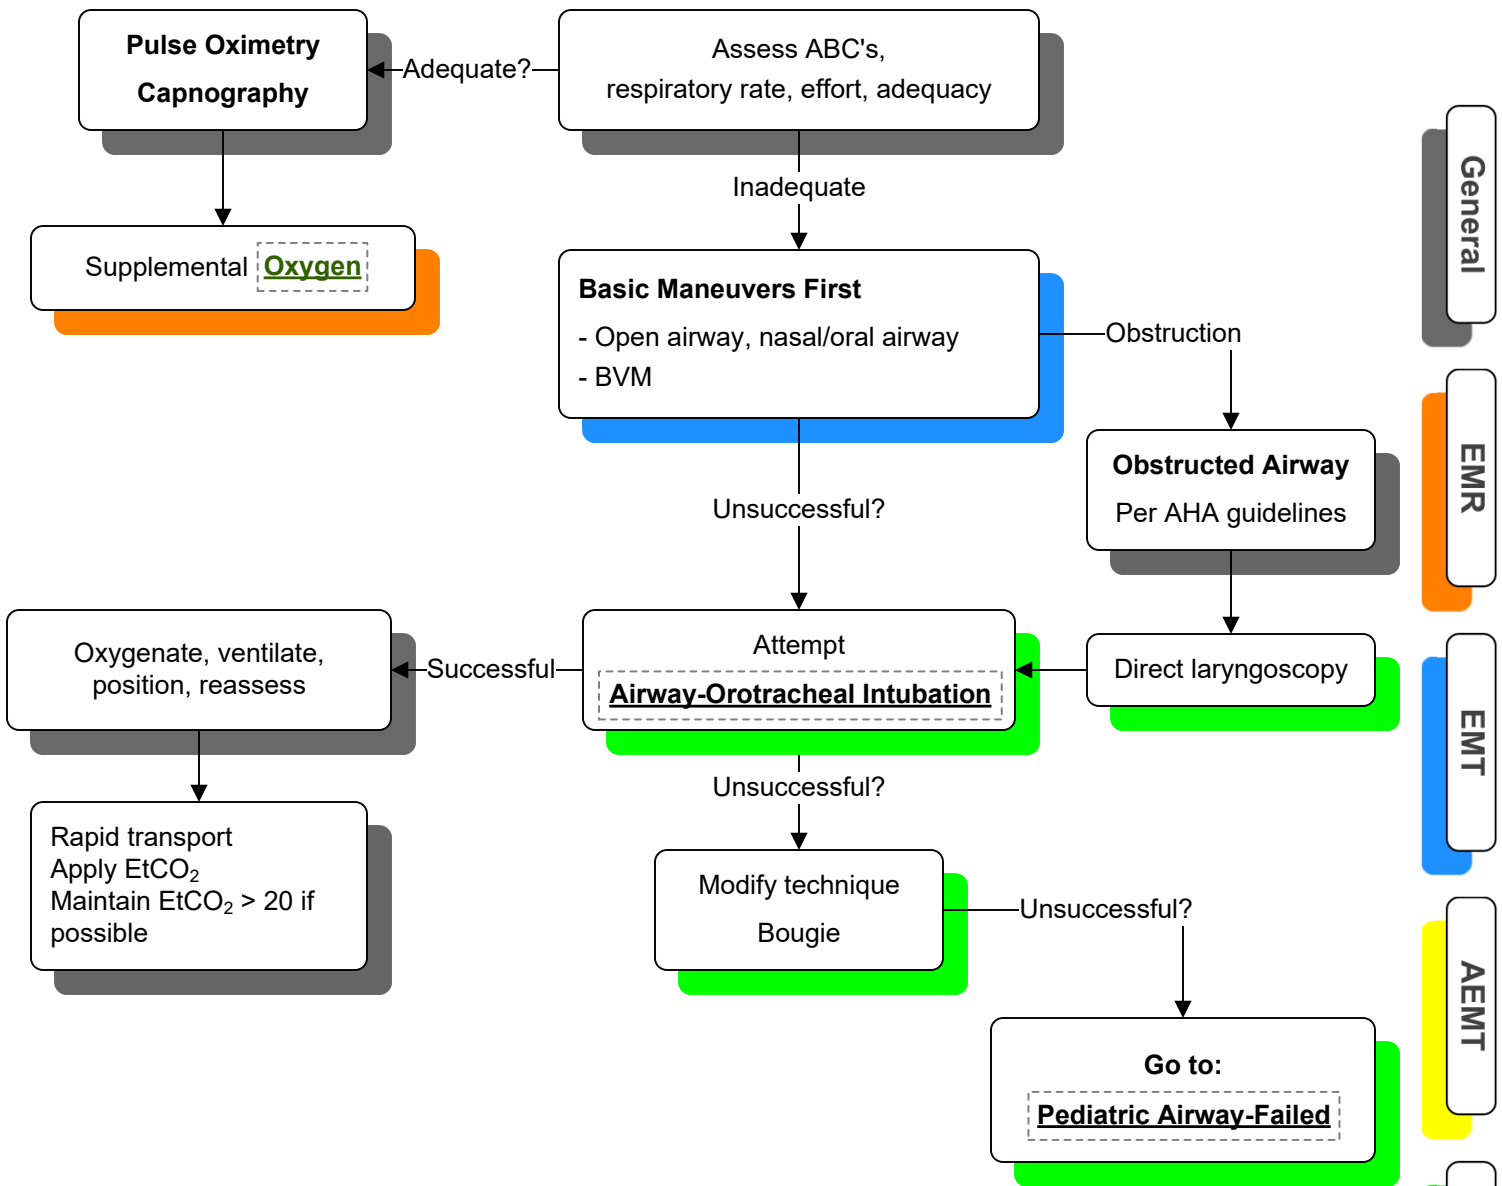 Pulse Oximetry
Capnography
Adequate?
Assess ABC's,
respiratory rate, effort, adequacy
Inadequate
Supplemental Oxygen
Basic Maneuvers First
- Open airway, nasal/oral airway
- BVM
Obstruction
Obstructed Airway
Per AHA guidelines
Unsuccessful?
Oxygenate, ventilate,
position, reassess
Successful
Attempt
Airway-Orotracheal Intubation
Direct laryngoscopy
Unsuccessful?
Rapid transport
Apply EtCO₂
Maintain EtCO₂ > 20 if
possible
Modify technique
Bougie
Unsuccessful?
Go to:
Pediatric Airway-Failed
General
EMR
EMT
AEMT